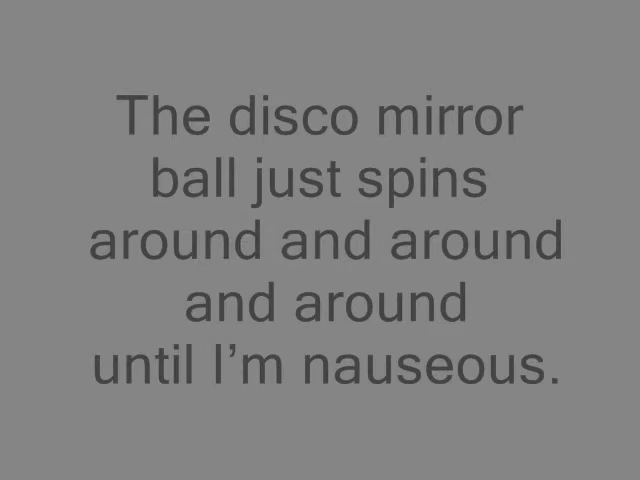 The disco mirror
ball just spins
around and around
and around
until I’m nauseous.